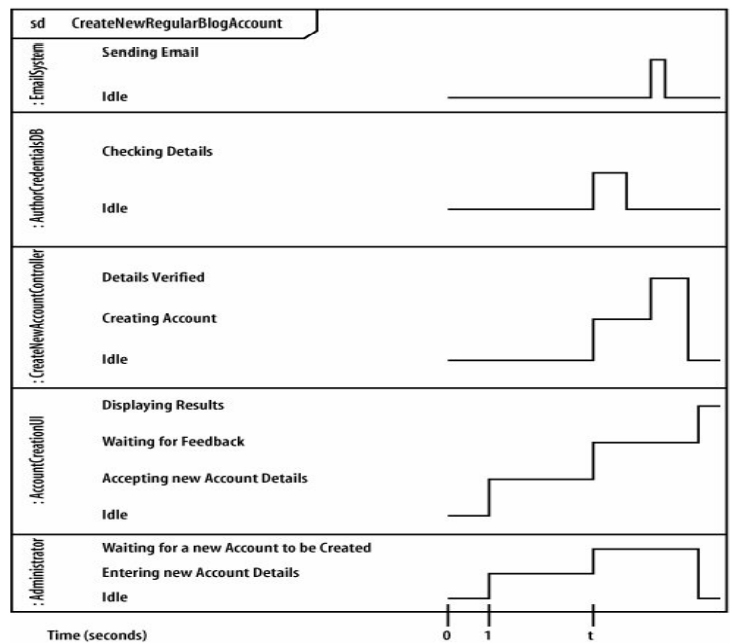 sd CreateNewRegularBlogAccount
: EmailSystem
Sending Email
Idle
: AuthorCredentialsDB
Checking Details
Idle
: CreateNewAccountController
Details Verified
Creating Account
Idle
: AccountCreationUI
Displaying Results
Waiting for Feedback
Accepting new Account Details
Idle
: Administrator
Waiting for a new Account to be Created
Entering new Account Details
Idle
Time (seconds) 0 1 t